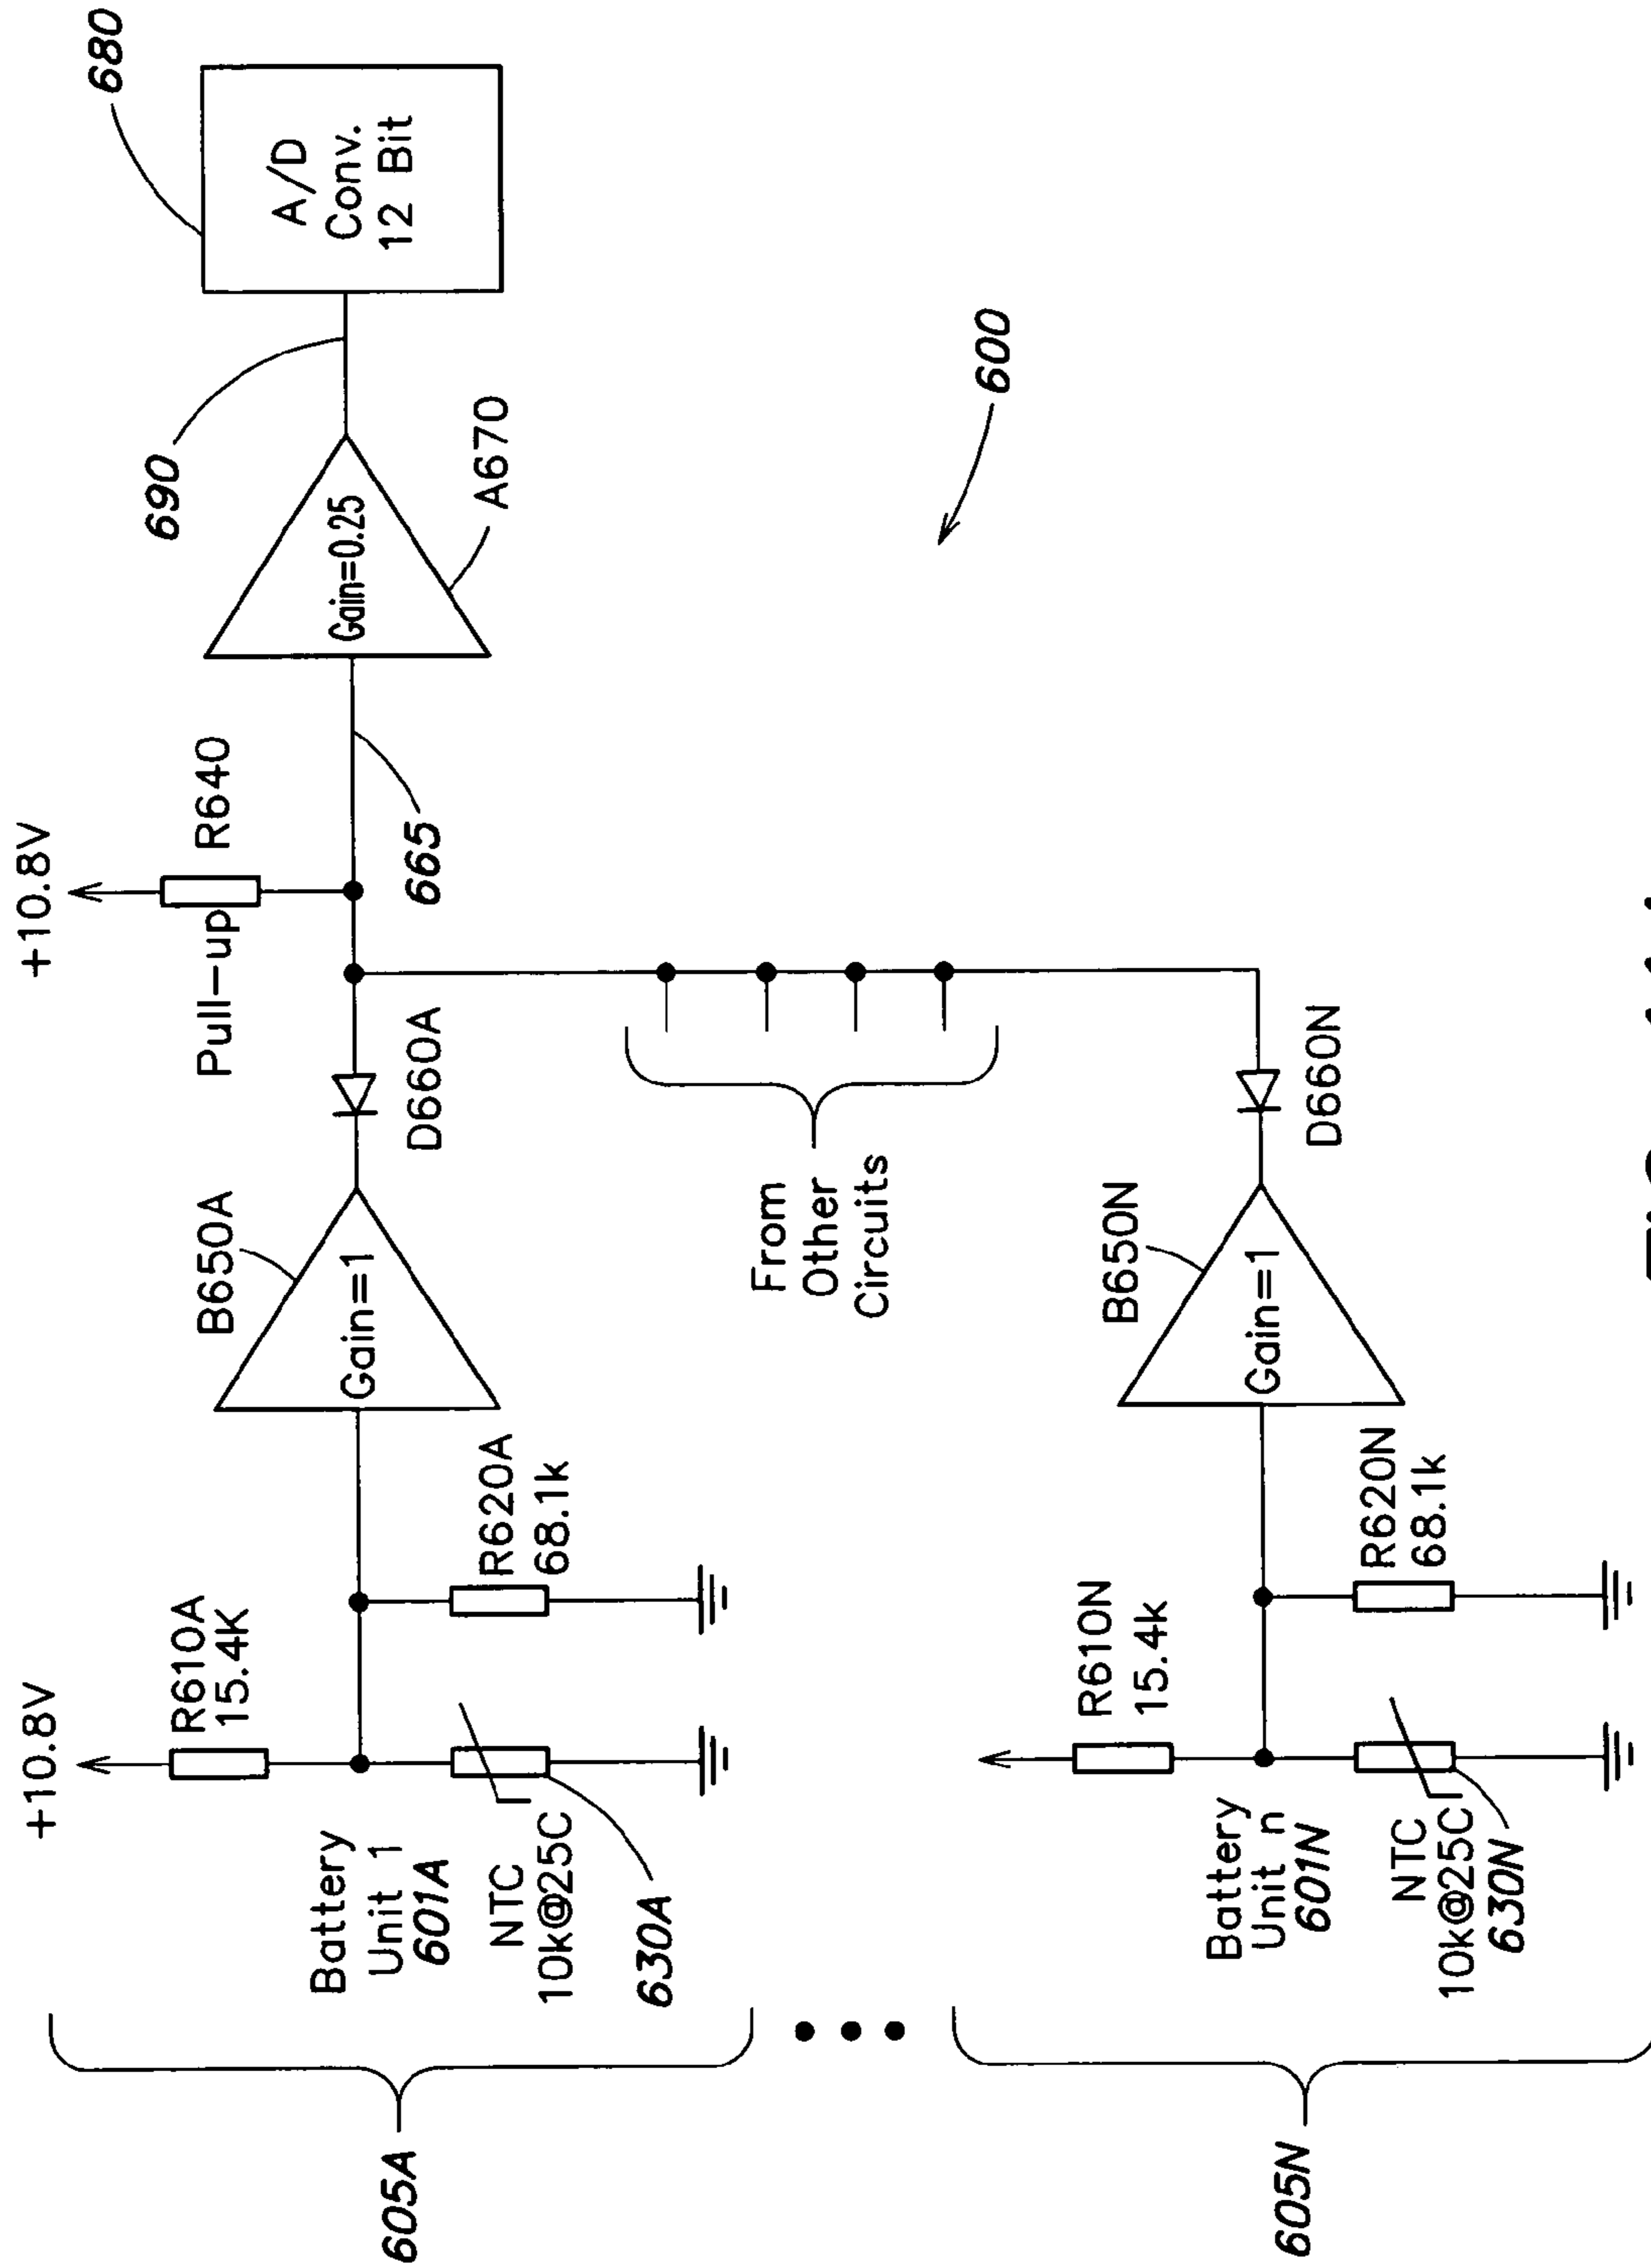 +10.8V
R610A
15.4K
Battery
Unit 1
601A
NTC
10k@25C
630A
R620A
68.1k
605A
B650A
Gain=1
D660A
+10.8V
Pull-up
R640
665
Gain=0.25
A670
690
A/D
Conv.
12 Bit
680
From
Other
Circuits
600
R610N
15.4k
Battery
Unit n
601N
NTC
10k@25C
630N
R620N
68.1k
605N
B650N
Gain=1
D660N